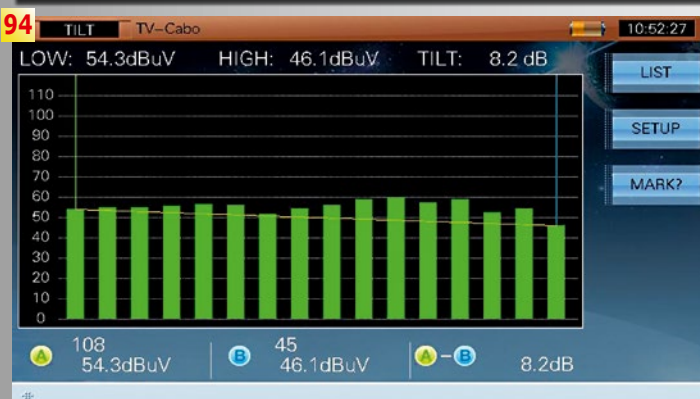 94
TILT TV-Cabo 10:52:27
LOW: 54.3dBuV HIGH: 46.1dBuV TILT: 8.2 dB
LIST
SETUP
MARK?
110
100
90
80
70
60
50
40
30
20
10
0
A 108 B 45 A-B
54.3dBuV 46.1dBuV 8.2dB